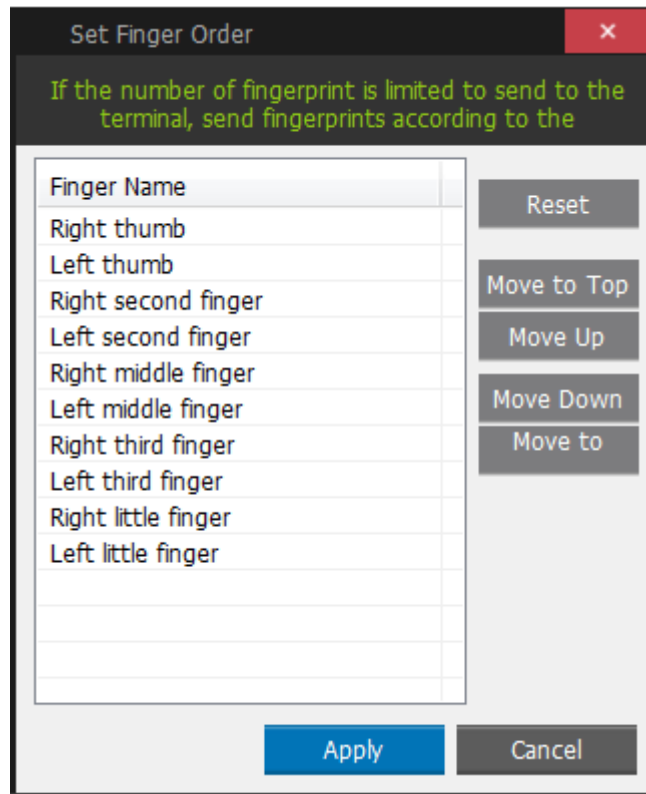 Set Finger Order
If the number of fingerprint is limited to send to the
terminal, send fingerprints according to the
Finger Name
Right thumb
Left thumb
Right second finger
Left second finger
Right middle finger
Left middle finger
Right third finger
Left third finger
Right little finger
Left little finger
Reset
Move to Top
Move Up
Move Down
Move to
Apply
Cancel